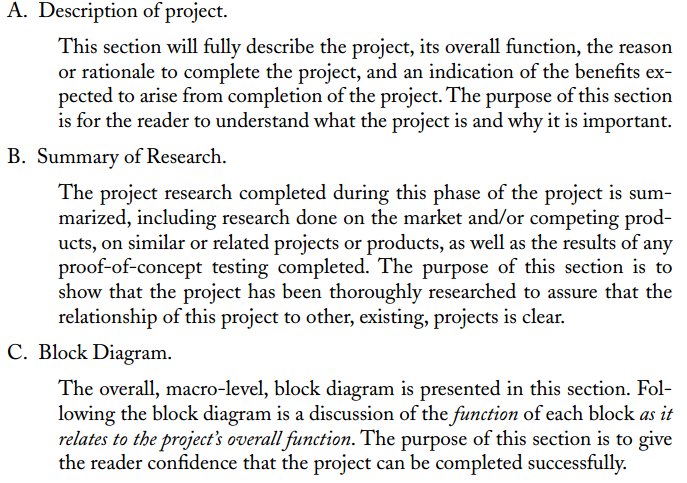 A. Description of project.
This section will fully describe the project, its overall function, the reason
or rationale to complete the project, and an indication of the benefits ex-
pected to arise from completion of the project. The purpose of this section
is for the reader to understand what the project is and why it is important.
B. Summary of Research.
The project research completed during this phase of the project is sum-
marized, including research done on the market and/or competing prod-
ucts, on similar or related projects or products, as well as the results of any
proof-of-concept testing completed. The purpose of this section is to
show that the project has been thoroughly researched to assure that the
relationship of this project to other, existing, projects is clear.
C. Block Diagram.
The overall, macro-level, block diagram is presented in this section. Fol-
lowing the block diagram is a discussion of the function of each block as it
relates to the project's overall function. The purpose of this section is to give
the reader confidence that the project can be completed successfully.